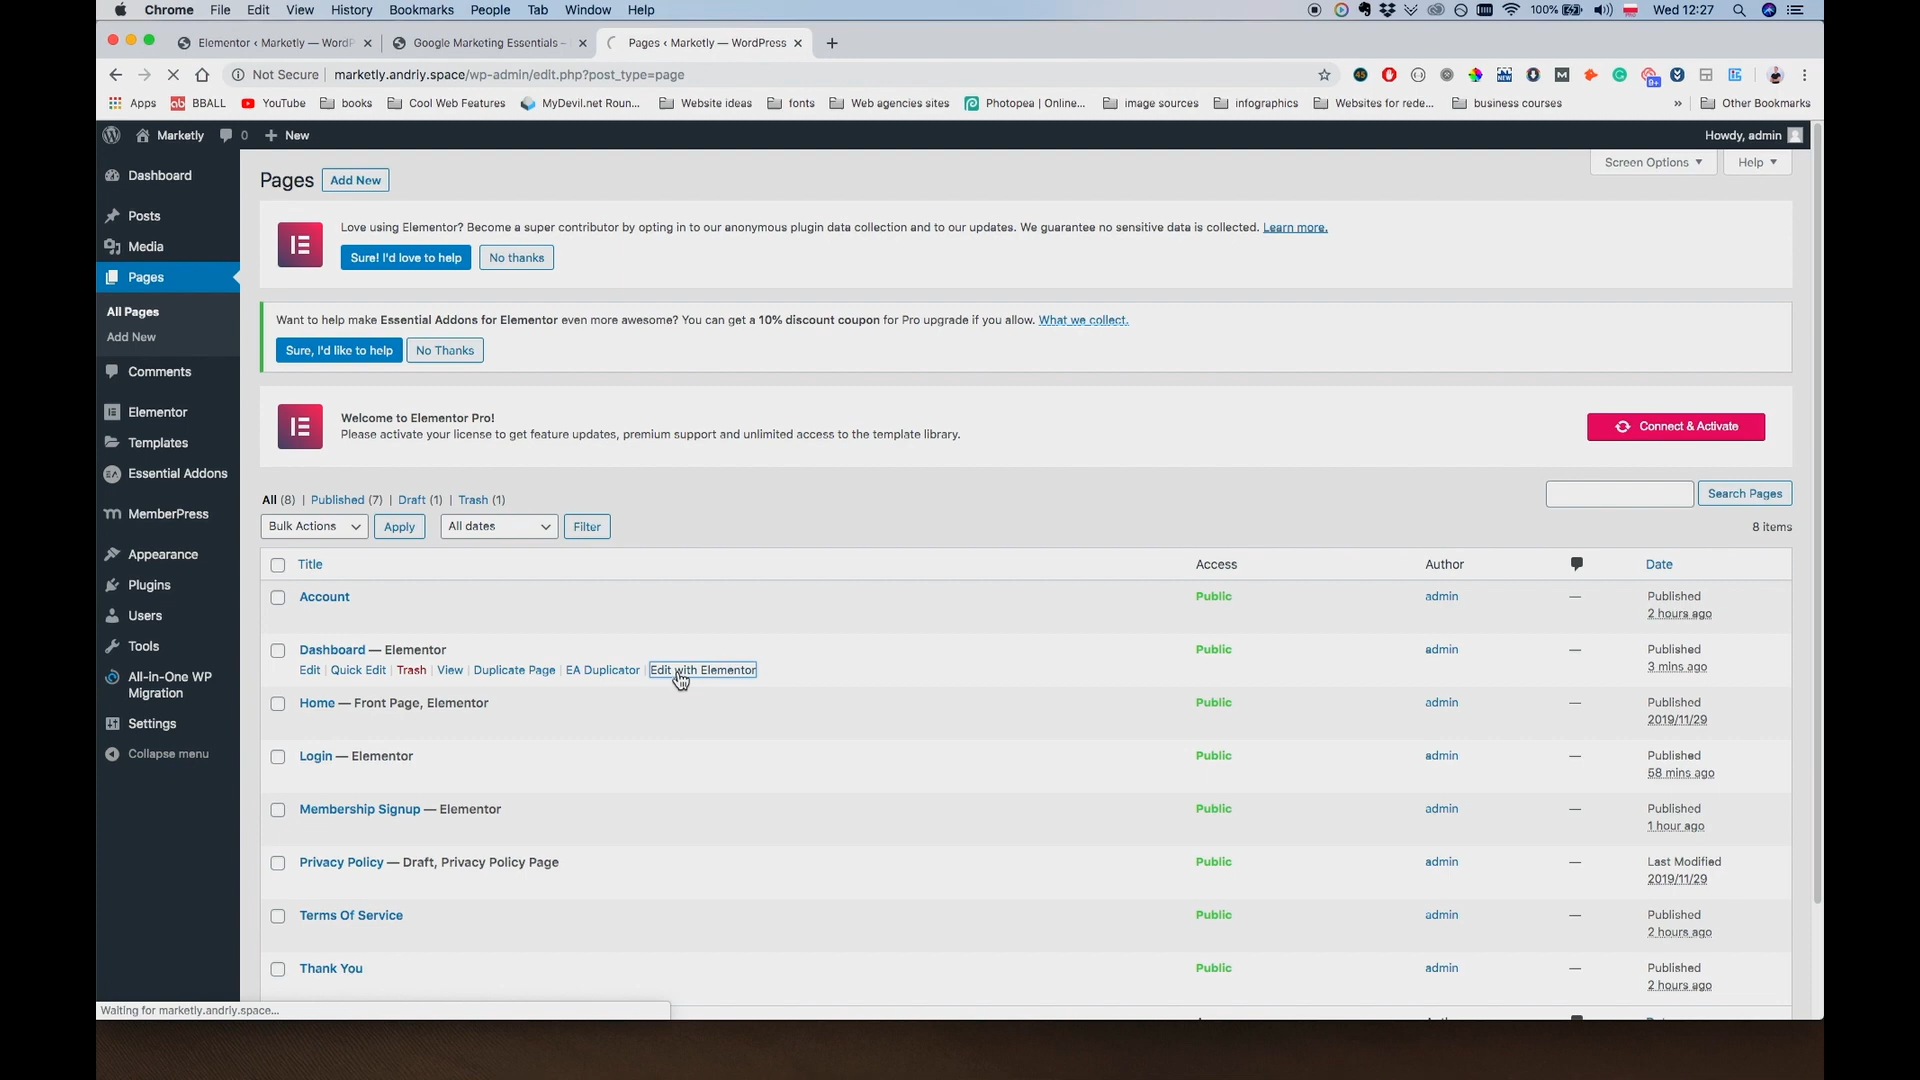 Chrome File Edit View History Bookmarks People Tab Window Help 100% Wed 12:27
Elementor ‹ Marketly — WordP Google Marketing Essentials – Pages ‹ Marketly — WordPress
Not Secure marketly.andriy.space/wp-admin/edit.php?post_type=page
Apps BBALL YouTube books Cool Web Features MyDevil.net Roun... Website ideas fonts Web agencies sites Photopea | Online... image sources infographics Websites for rede... business courses » Other Bookmarks
Marketly 0 + New Howdy, admin
Screen Options Help
Dashboard
Posts
Media
Pages
All Pages
Add New
Comments
Elementor
Templates
Essential Addons
MemberPress
Appearance
Plugins
Users
Tools
All-in-One WP
Migration
Settings
Collapse menu
Pages Add New
Love using Elementor? Become a super contributor by opting in to our anonymous plugin data collection and to our updates. We guarantee no sensitive data is collected. Learn more.
Sure! I'd love to help No thanks
Want to help make Essential Addons for Elementor even more awesome? You can get a 10% discount coupon for Pro upgrade if you allow. What we collect.
Sure, I'd like to help No Thanks
Welcome to Elementor Pro!
Please activate your license to get feature updates, premium support and unlimited access to the template library.
Connect & Activate
All (8) | Published (7) | Draft (1) | Trash (1)
Search Pages
Bulk Actions Apply All dates Filter 8 items
Title Access Author Date
Account Public admin — Published
2 hours ago
Dashboard — Elementor Public admin — Published
Edit | Quick Edit | Trash | View | Duplicate Page | EA Duplicator | Edit with Elementor 3 mins ago
Home — Front Page, Elementor Public admin — Published
2019/11/29
Login — Elementor Public admin — Published
58 mins ago
Membership Signup — Elementor Public admin — Published
1 hour ago
Privacy Policy — Draft, Privacy Policy Page Public admin — Last Modified
2019/11/29
Terms Of Service Public admin — Published
2 hours ago
Thank You Public admin — Published
2 hours ago
Waiting for marketly.andriy.space...